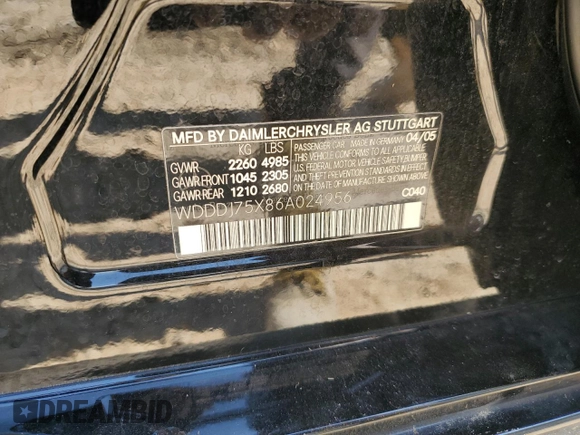 MFD BY DAIMLERCHRYSLER AG STUTTGART
KG LBS
GVWR 2260 4985
GAWR FRONT 1045 2305
GAWR REAR 1210 2680
PASSENGER CAR MADE IN GERMANY 04/05
THIS VEHICLE CONFORMS TO ALL APPLICABLE
U.S. FEDERAL MOTOR VEHICLE SAFETY, BUMPER
AND THEFT PREVENTION STANDARDS IN EFFECT
ON THE DATE OF MANUFACTURE SHOWN ABOVE
WDDDJ75X86A024956
C040
DREAMBID